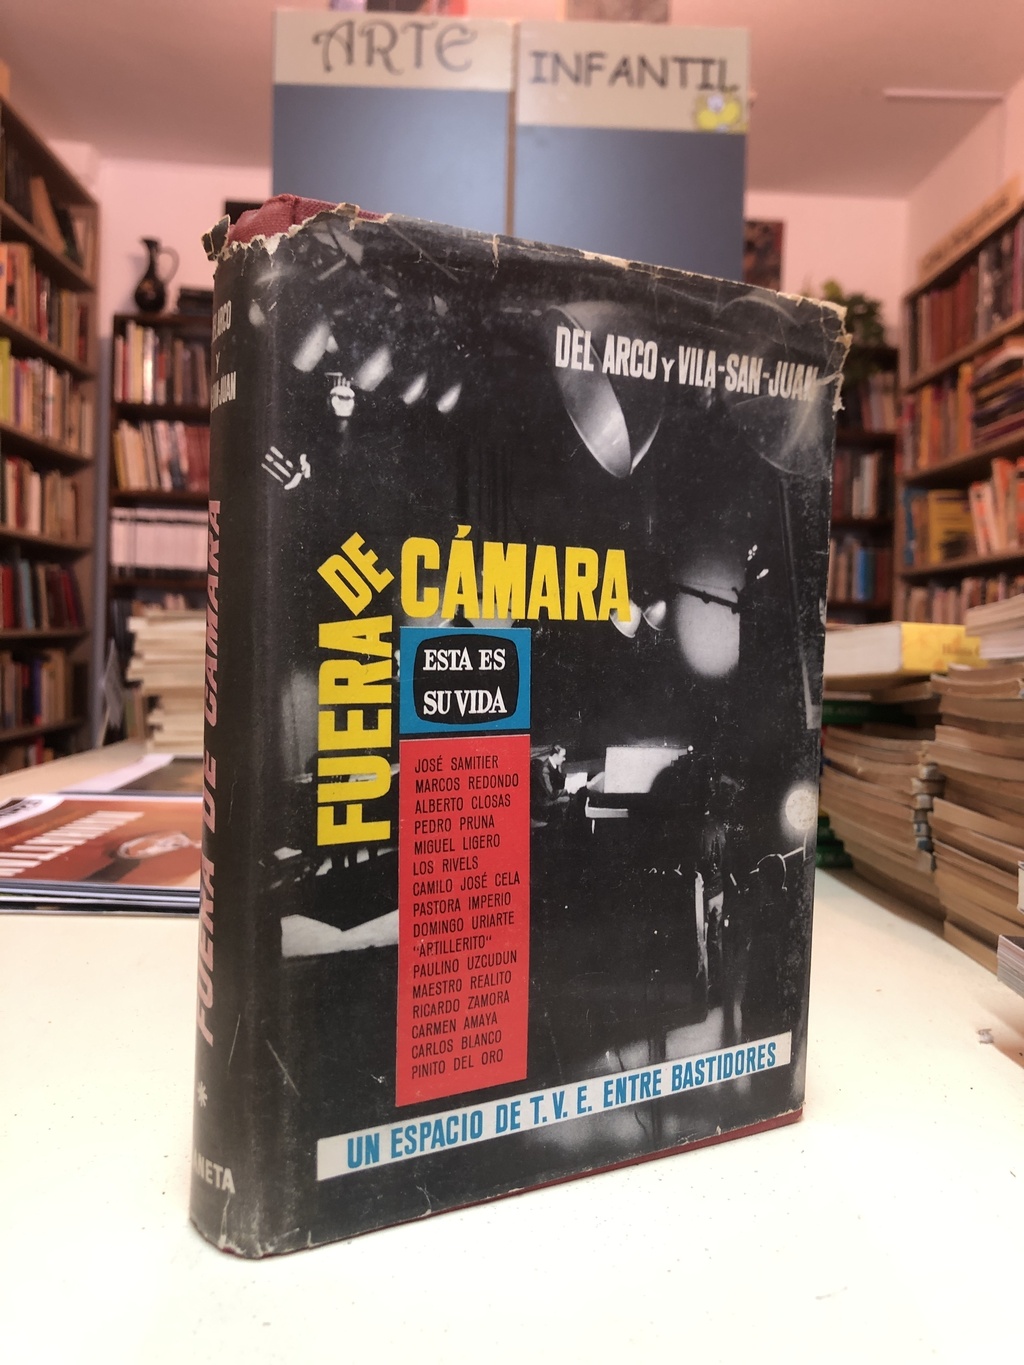 ARTE
INFANTIL
DEL ARCO Y VILA-SAN-JUAN
FUERA DE CÁMARA
ESTA ES
SU VIDA
JOSÉ SAMITIER
MARCOS REDONDO
ALBERTO CLOSAS
PEDRO PRUNA
MIGUEL LIGERO
LOS RIVELS
CAMILO JOSÉ CELA
PASTORA IMPERIO
DOMINGO URIARTE
"ARTILLERITO"
PAULINO UZCUDUN
MAESTRO REALITO
RICARDO ZAMORA
CARMEN AMAYA
CARLOS BLANCO
PINITO DEL ORO
UN ESPACIO DE T.V.E. ENTRE BASTIDORES
ARCO
Y
JUAN
FUERA DE CÁMARA
*
NETA